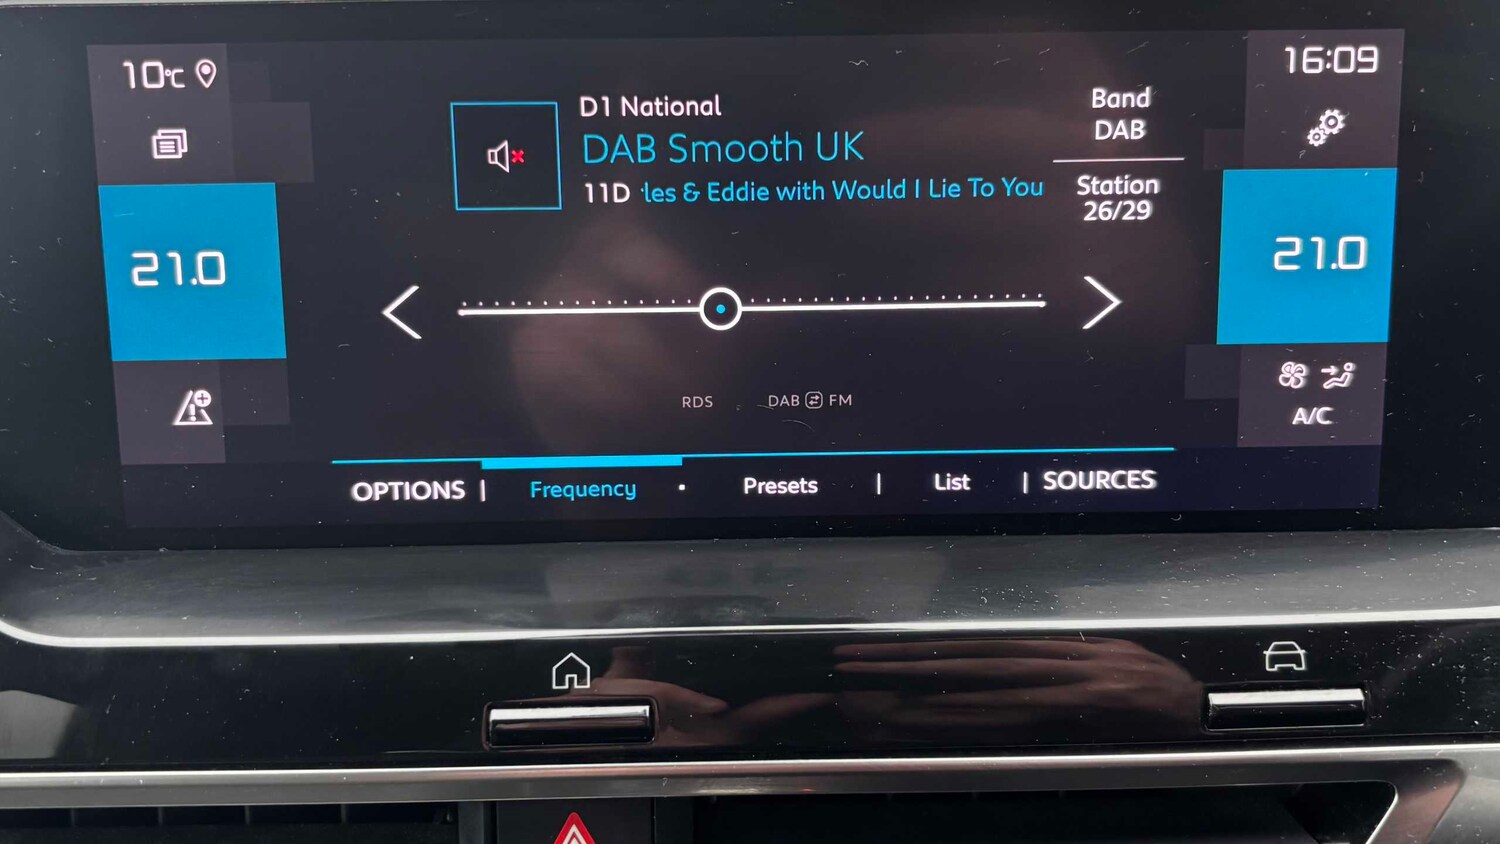 10°C
16:09
D1 National
DAB Smooth UK
11D les & Eddie with Would I Lie To You
Band
DAB
Station
26/29
21.0
21.0
RDS
DAB FM
A/C
OPTIONS | Frequency · Presets | List | SOURCES